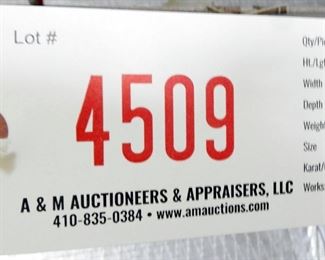 Lot #
4509
A & M AUCTIONEERS & APPRAISERS, LLC
410-835-0384 • www.amauctions.com
Qty/Pi
Ht./Lgt
Width
Depth
Weigh
Size
Karat/
Works